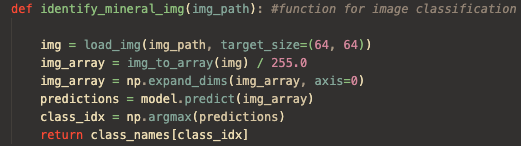 def identify_mineral_img(img_path): #function for image classification
img = load_img(img_path, target_size=(64, 64))
img_array = img_to_array(img) / 255.0
img_array = np.expand_dims(img_array, axis=0)
predictions = model.predict(img_array)
class_idx = np.argmax(predictions)
return class_names[class_idx]